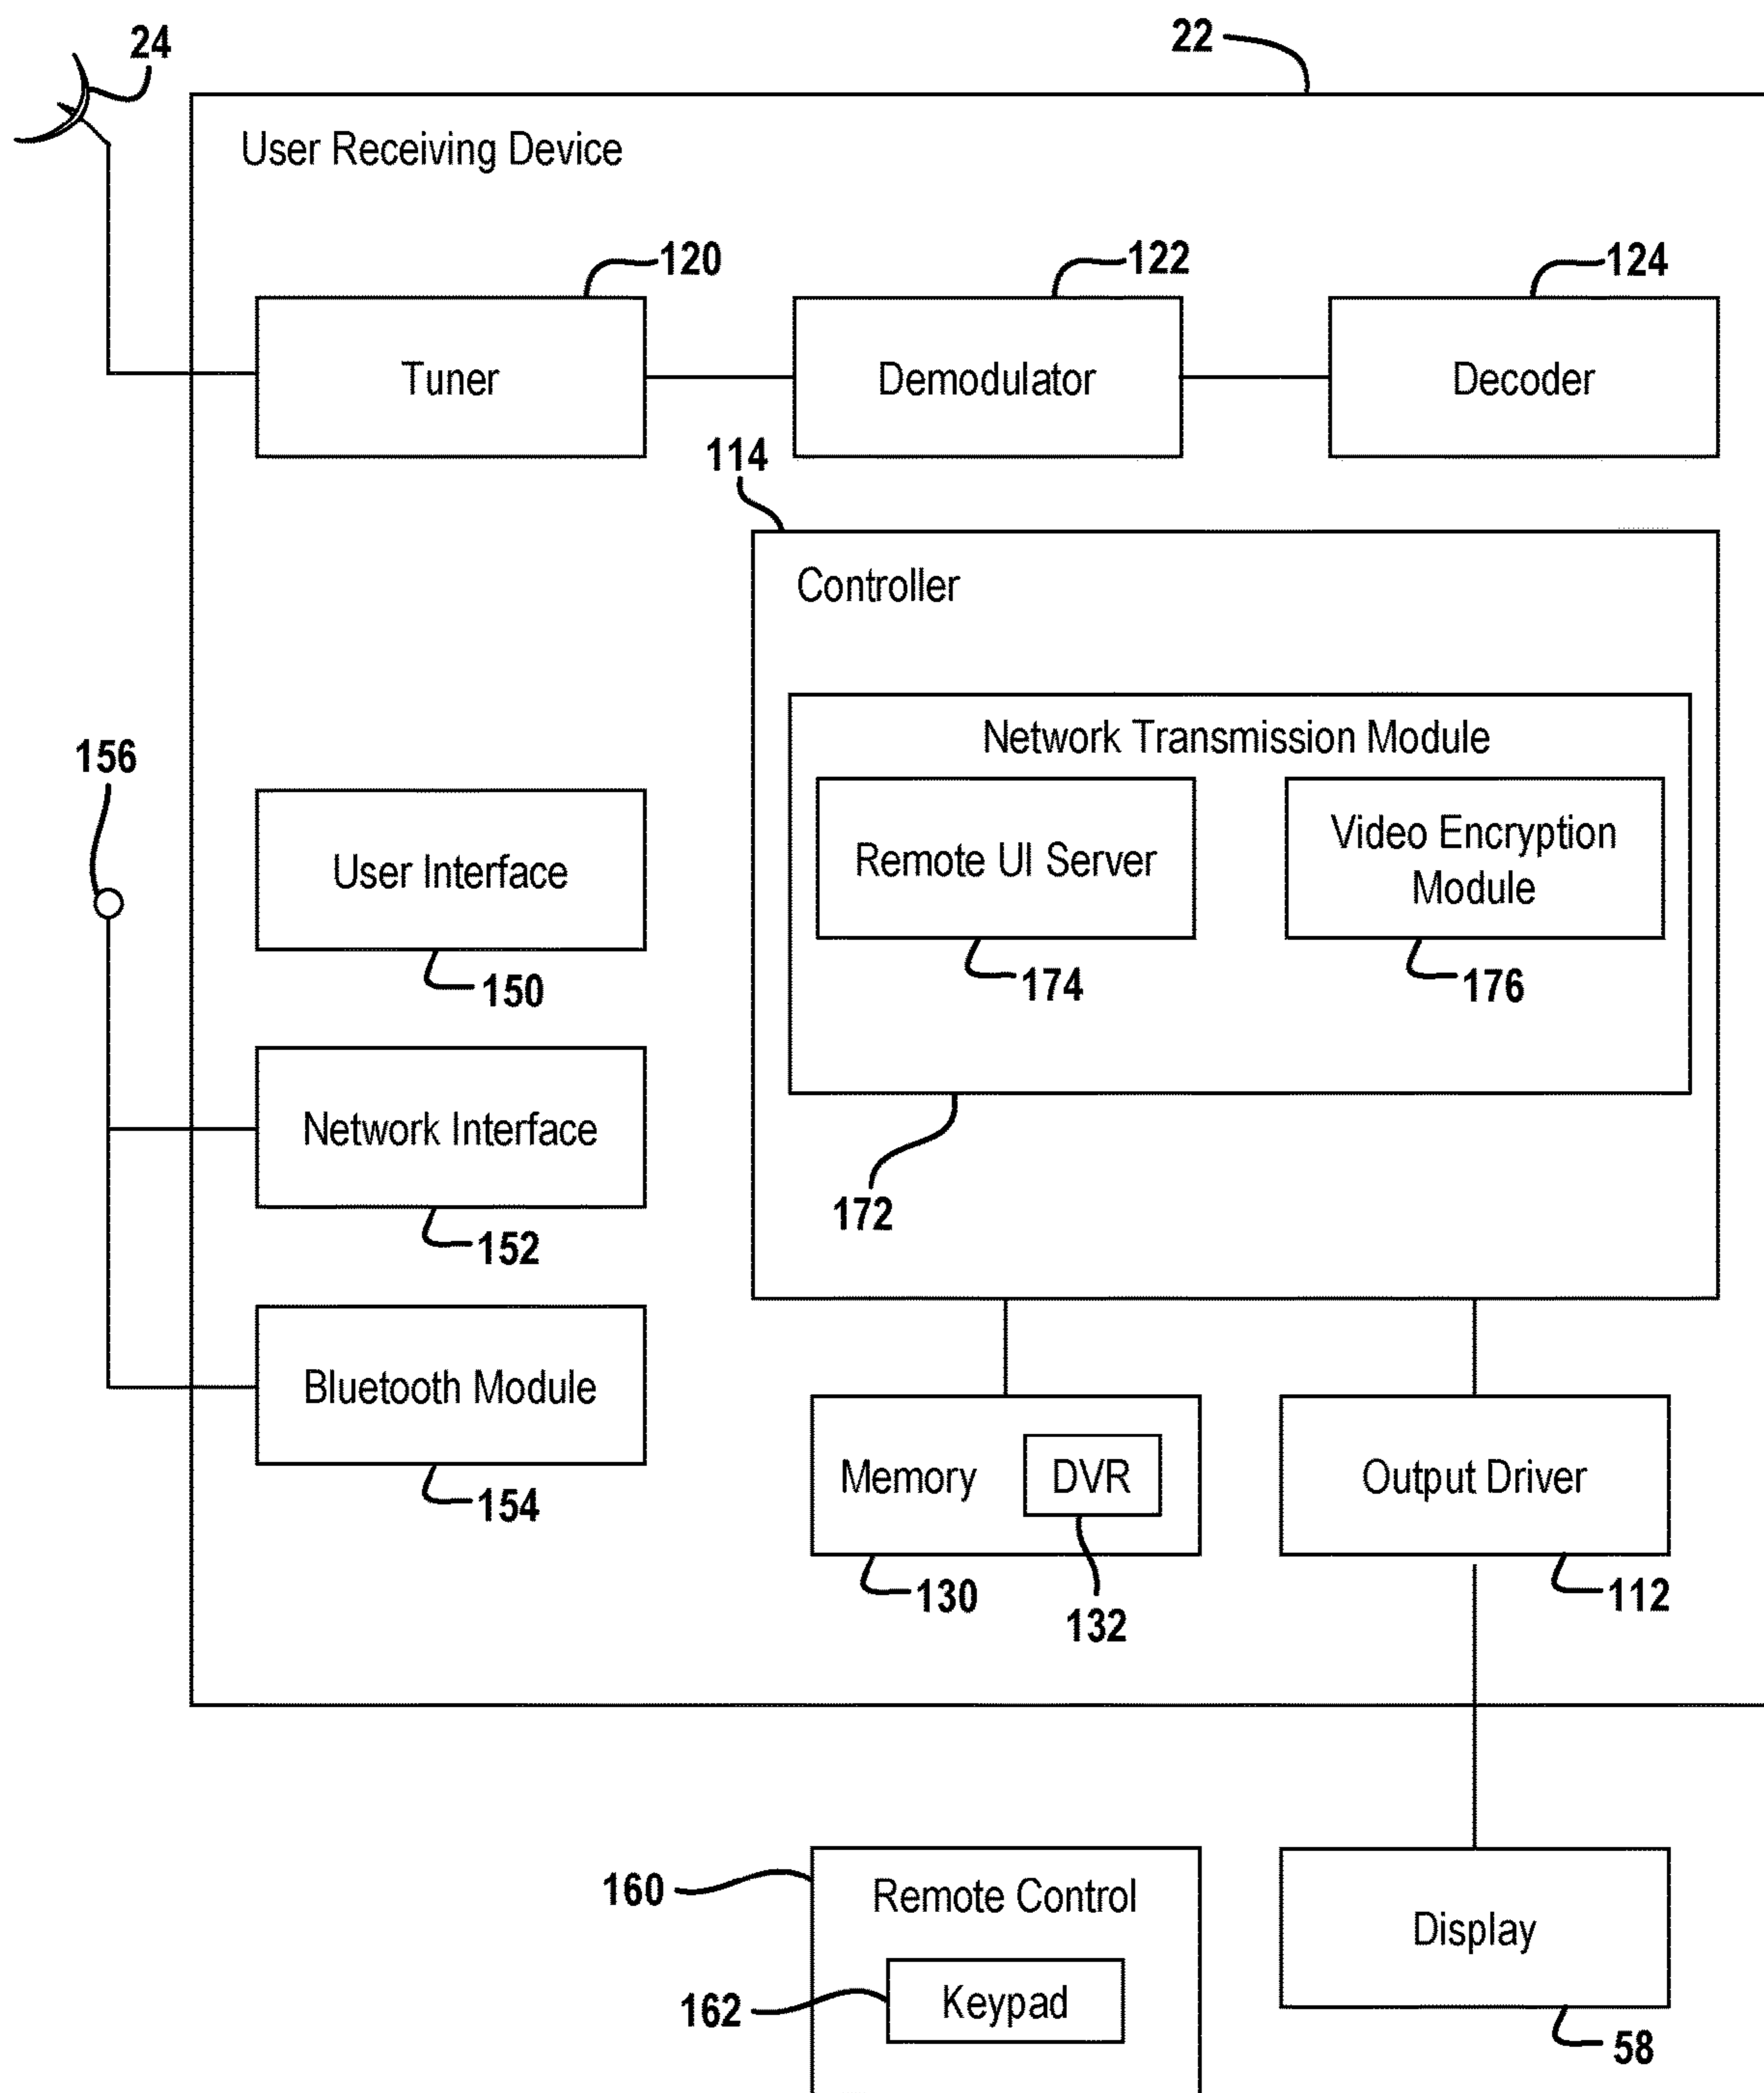 24
22
User Receiving Device
120
122
124
Tuner
Demodulator
Decoder
114
Controller
Network Transmission Module
156
User Interface
Remote UI Server
Video Encryption
Module
150
174
176
Network Interface
172
152
Bluetooth Module
Memory
DVR
Output Driver
154
130
132
112
160
Remote Control
Display
162
Keypad
58